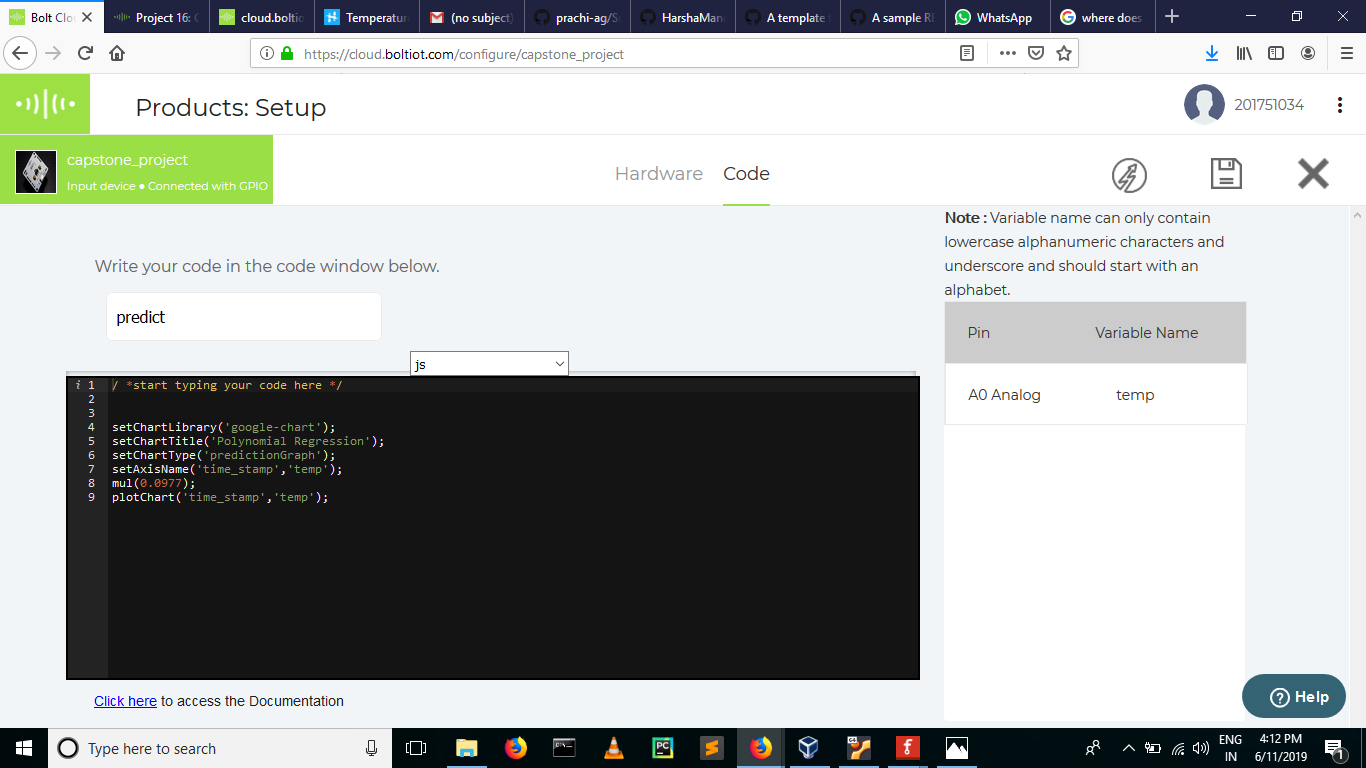 Bolt Clo
Project 16: C
cloud.boltio
Temperatur
(no subject)
prachi-ag/S
HarshaMan
A template
A sample RE
WhatsApp
where does
https://cloud.boltiot.com/configure/capstone_project
Products: Setup
201751034
capstone_project
Input device • Connected with GPIO
Hardware
Code
Note : Variable name can only contain
lowercase alphanumeric characters and
underscore and should start with an
alphabet.
Write your code in the code window below.
predict
js
Pin
Variable Name
A0 Analog
temp
i 1 / *start typing your code here */
2
3
4 setChartLibrary('google-chart');
5 setChartTitle('Polynomial Regression');
6 setChartType('predictionGraph');
7 setAxisName('time_stamp','temp');
8 mul(0.0977);
9 plotChart('time_stamp','temp');
Click here to access the Documentation
Help
Type here to search
PC
ENG
IN
4:12 PM
6/11/2019
1